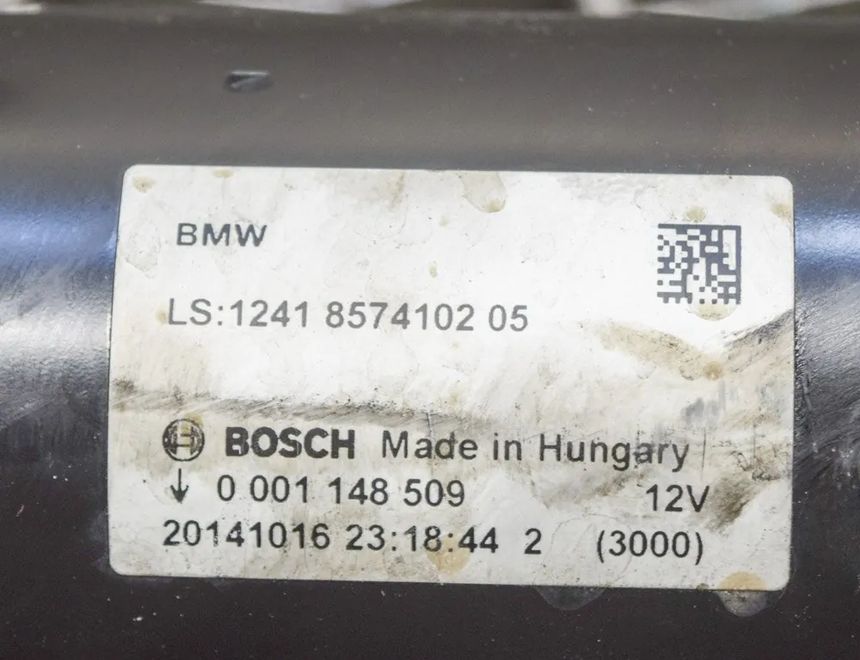 BMW
LS:1241 8574102 05
BOSCH Made in Hungary
↓ 0 001 148 509 12V
20141016 23:18:44 2 (3000)